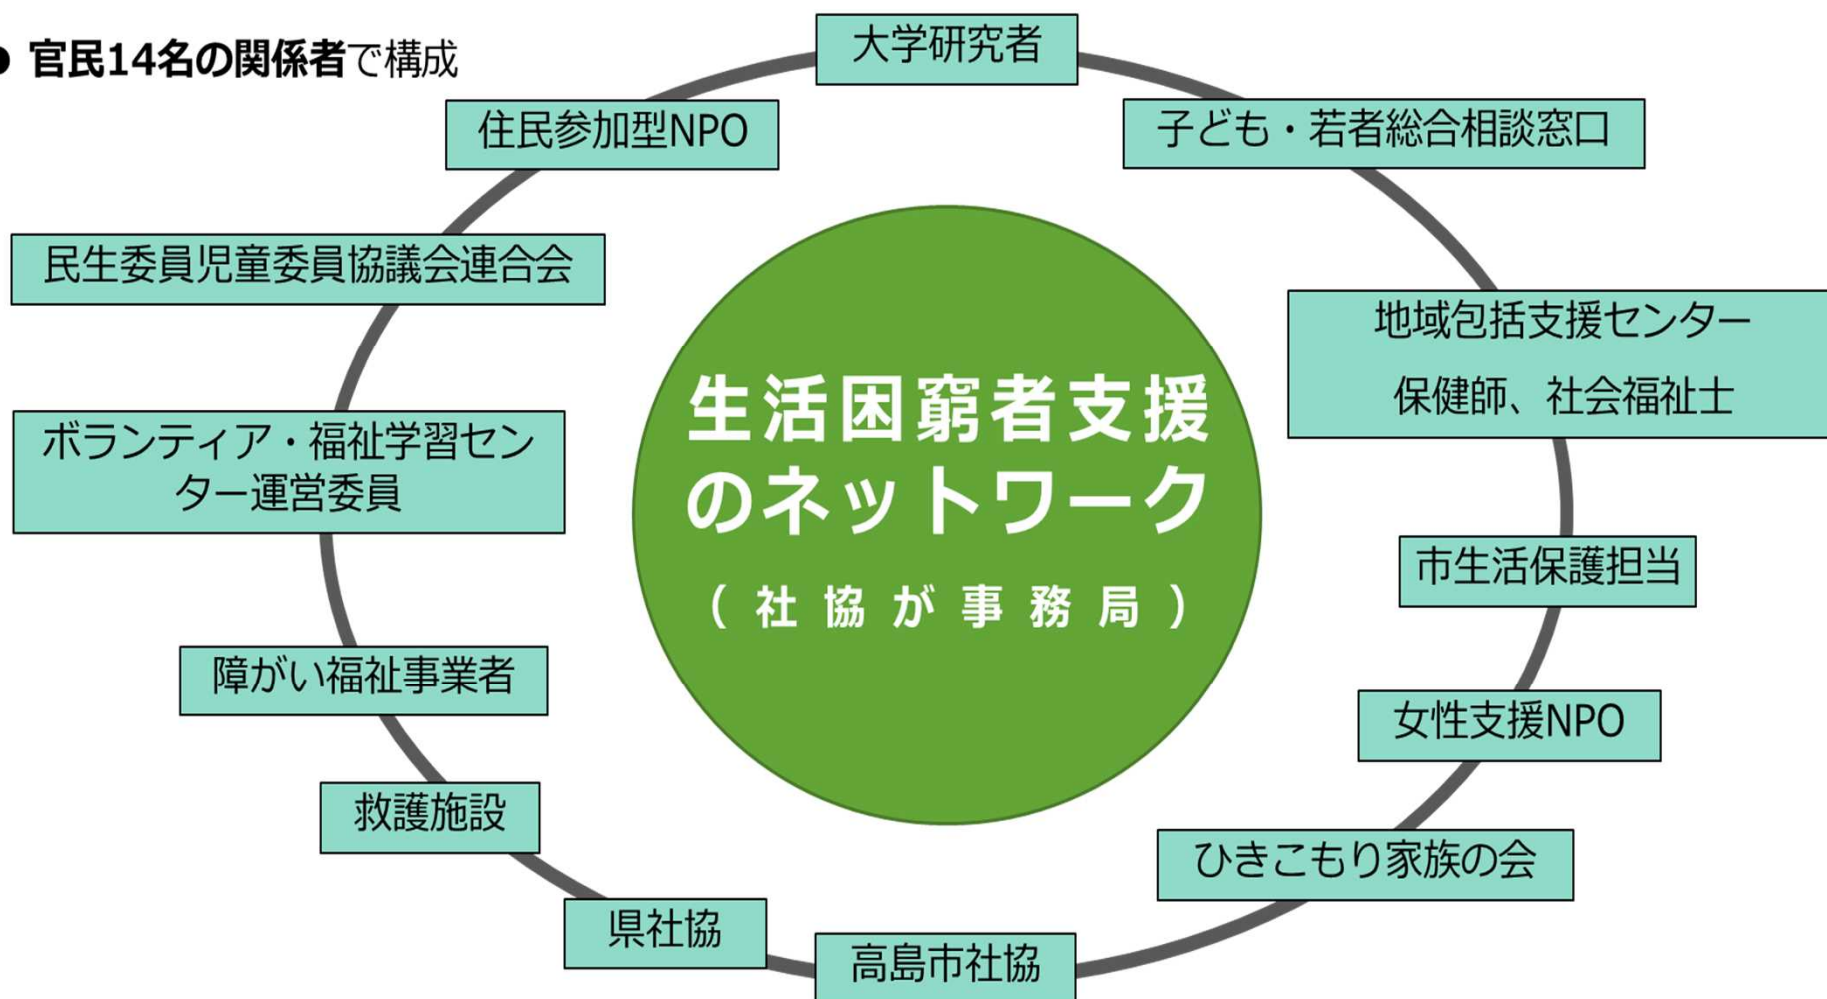 ● 官民14名の関係者で構成
大学研究者
住民参加型NPO
子ども・若者総合相談窓口
民生委員児童委員協議会連合会
地域包括支援センター
保健師、社会福祉士
生活困窮者支援
のネットワーク
(社協が事務局)
ボランティア・福祉学習セン
ター運営委員
市生活保護担当
障がい福祉事業者
女性支援NPO
救護施設
ひきこもり家族の会
県社協
高島市社協